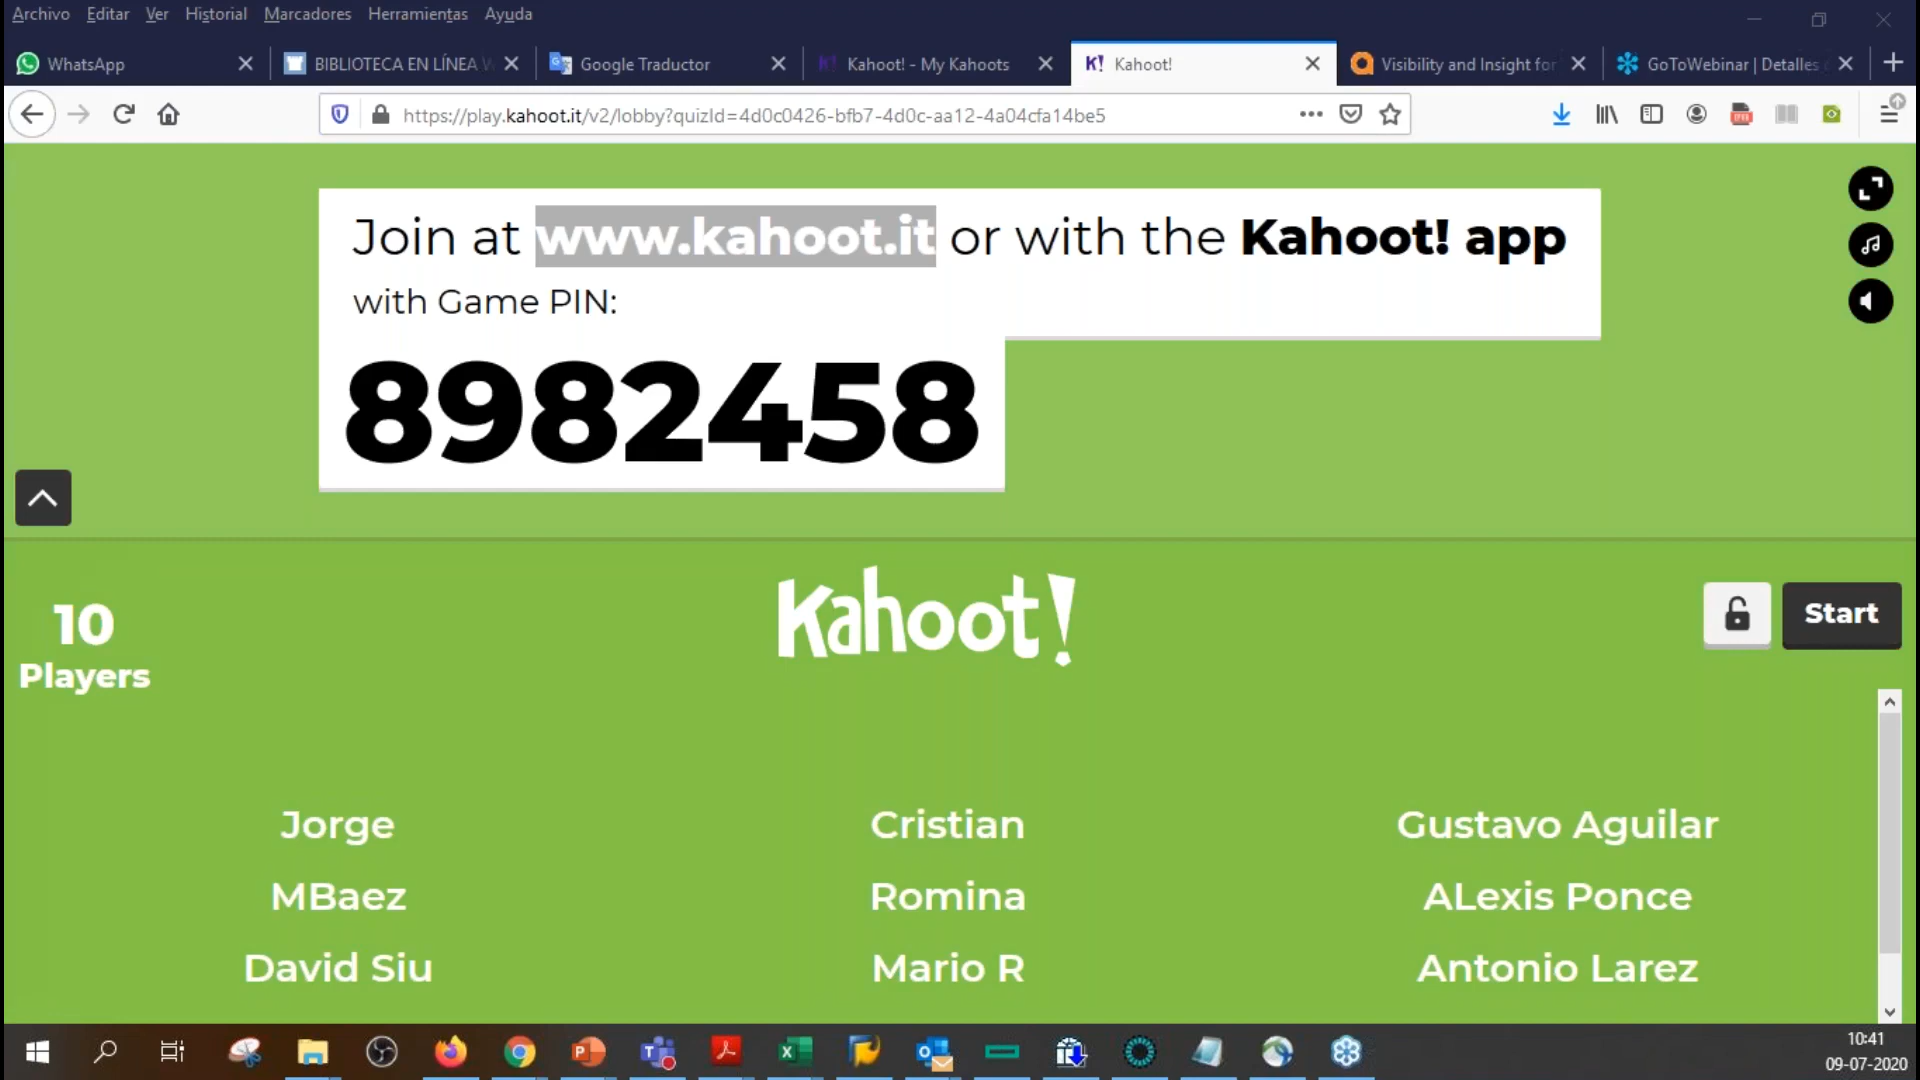 Archivo Editar Ver Historial Marcadores Herramientas Ayuda
WhatsApp
BIBLIOTECA EN LÍNEA
Google Traductor
Kahoot! - My Kahoots
Kahoot!
Visibility and Insight for
GoToWebinar | Detalles
https://play.kahoot.it/v2/lobby?quizId=4d0c0426-bfb7-4d0c-aa12-4a04cfa14be5
Join at www.kahoot.it or with the Kahoot! app
with Game PIN:
8982458
10
Players
Kahoot!
Start
Jorge Cristian Gustavo Aguilar
MBaez Romina ALexis Ponce
David Siu Mario R Antonio Larez
10:41
09-07-2020